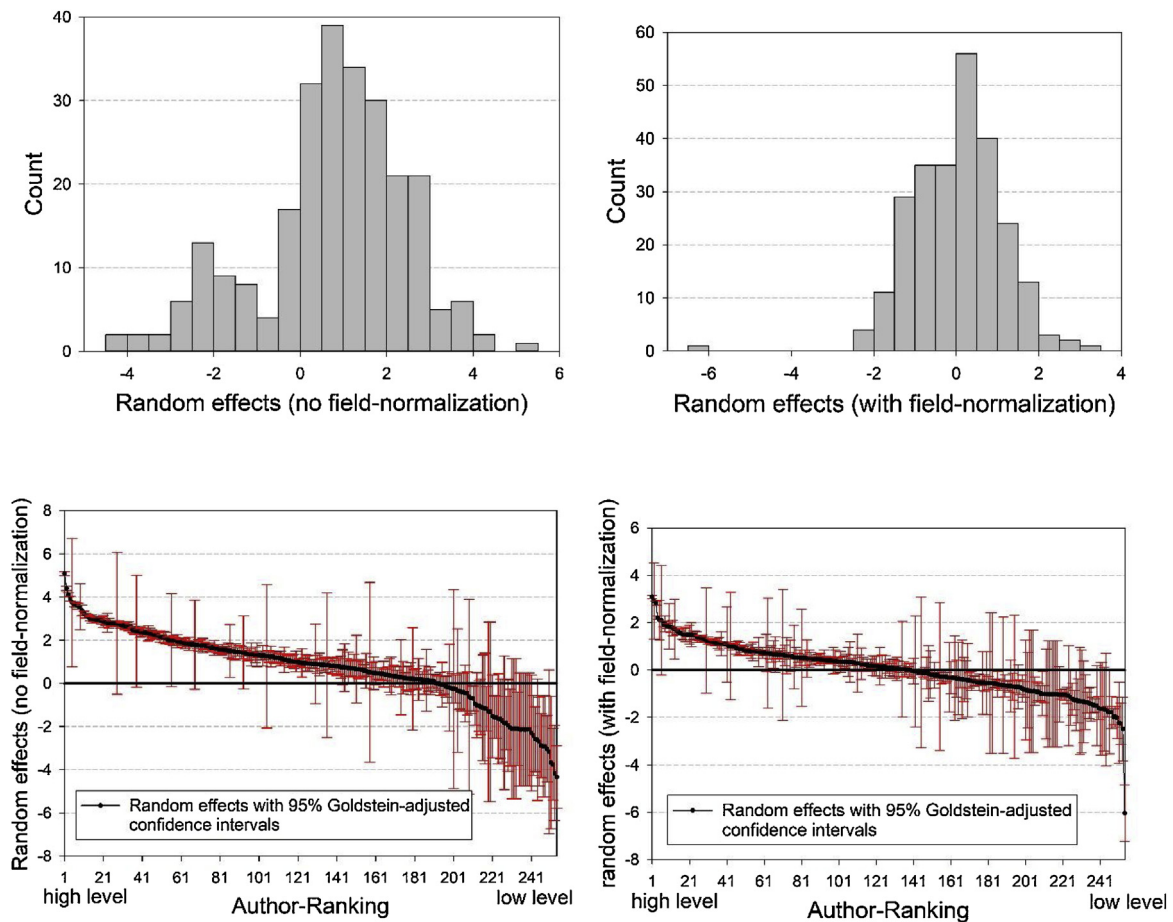 40
30
20
10
0
Count
-4 -2 0 2 4 6
Random effects (no field-normalization)
60
50
40
30
20
10
0
Count
-6 -4 -2 0 2 4
Random effects (with field-normalization)
Random effects (no field-normalization)
8
6
4
2
0
-2
-4
-6
-8
Random effects with 95% Goldstein-adjusted
confidence intervals
1 21 41 61 81 101 121 141 161 181 201 221 241
high level Author-Ranking low level
random effects (with field-normalization)
6
4
2
0
-2
-4
-6
-8
Random effects with 95% Goldstein-adjusted
confidence intervals
1 21 41 61 81 101 121 141 161 181 201 221 241
high level Author-Ranking low level